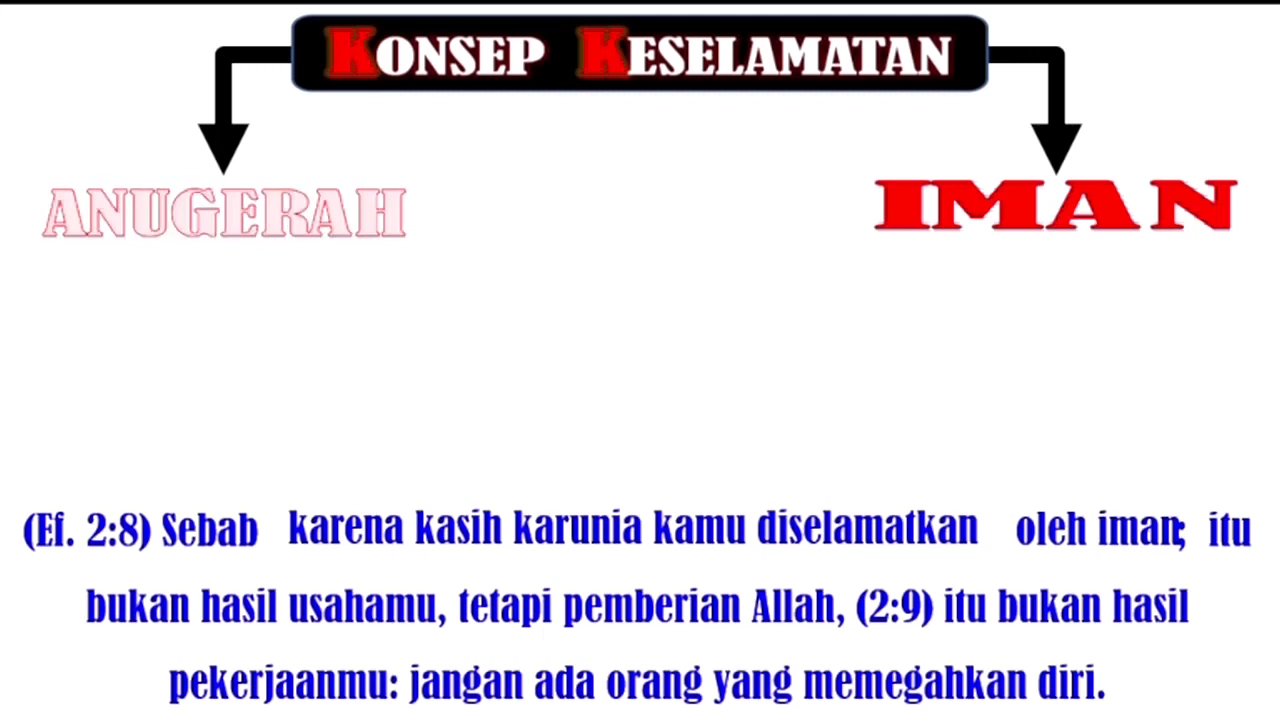 KONSEP KESELAMATAN
ANUGERAH
IMAN
(Ef. 2:8) Sebab karena kasih karunia kamu diselamatkan oleh iman; itu
bukan hasil usahamu, tetapi pemberian Allah, (2:9) itu bukan hasil
pekerjaanmu: jangan ada orang yang memegahkan diri.